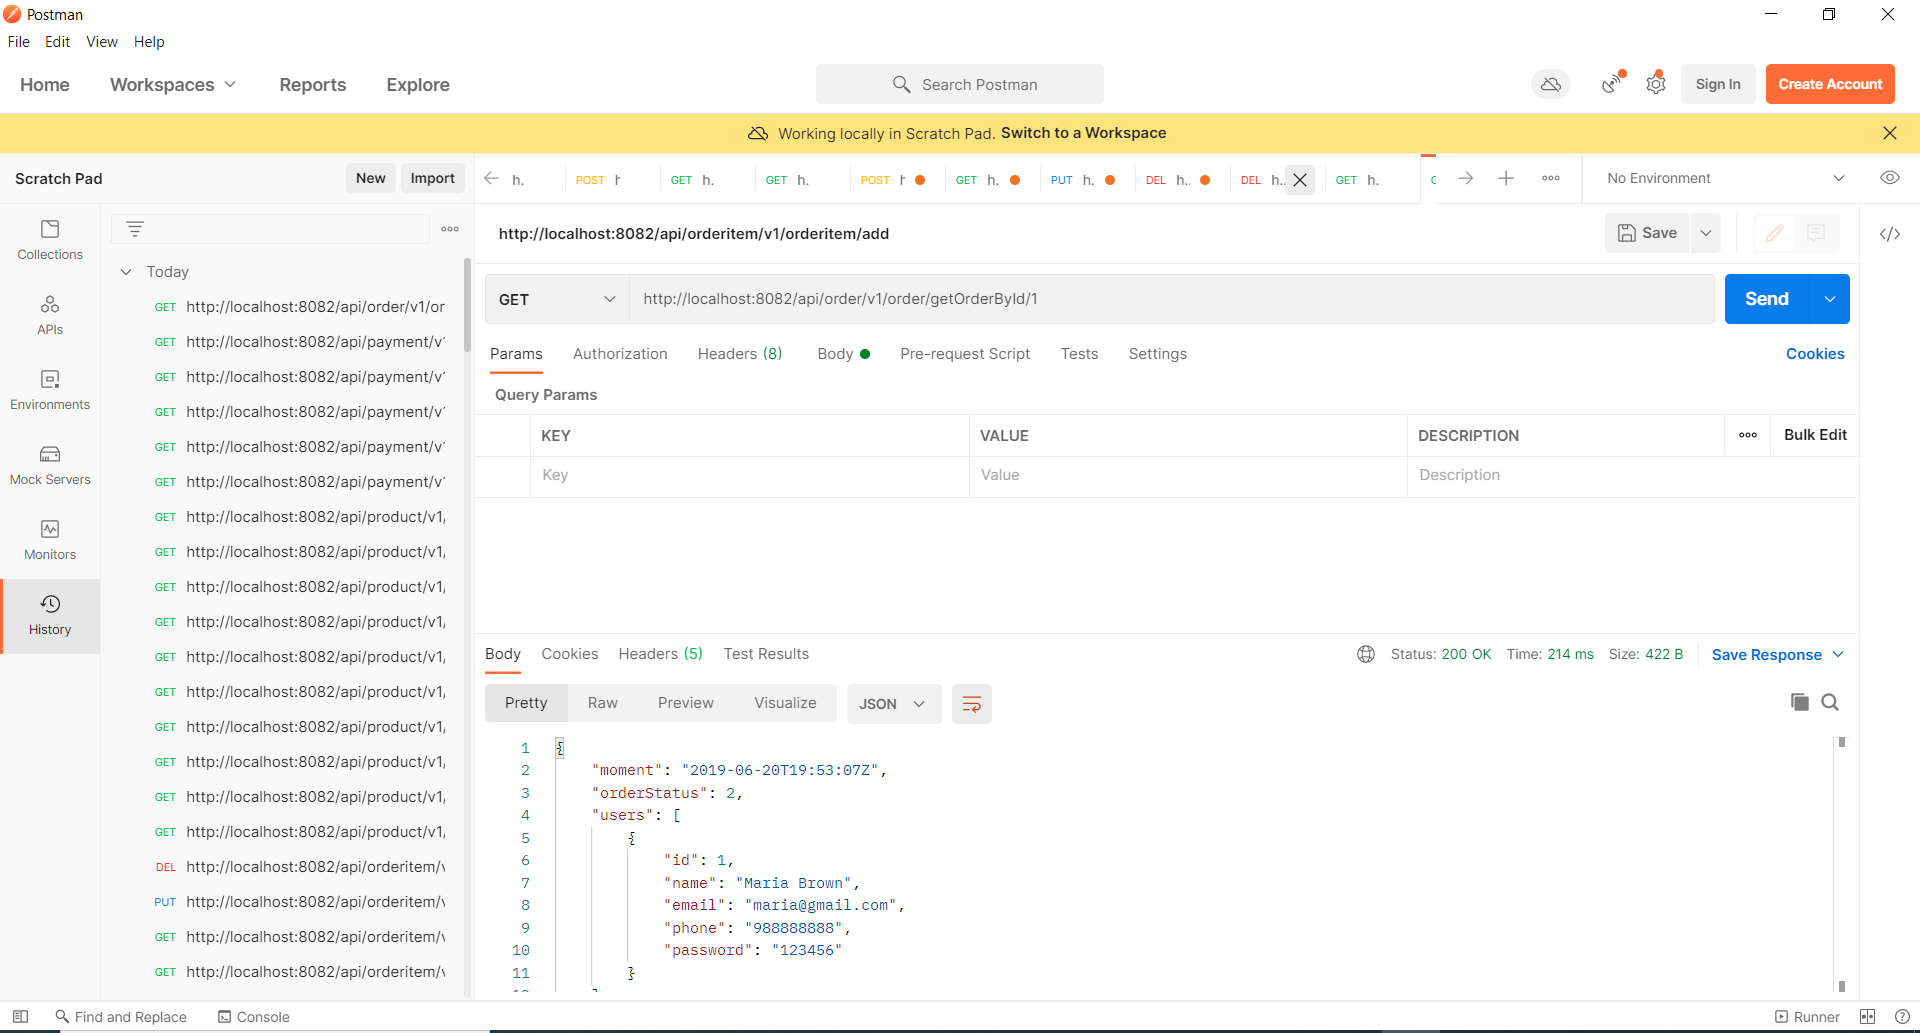 Postman
File Edit View Help
Home Workspaces Reports Explore Search Postman Sign In Create Account
Working locally in Scratch Pad. Switch to a Workspace
Scratch Pad New Import
h. POST GET h. GET h. POST GET h. PUT h. DEL h.. DEL h.. GET h. No Environment
http://localhost:8082/api/orderitem/v1/orderitem/add Save
Collections
APIs
Environments
Mock Servers
Monitors
History
Today
GET http://localhost:8082/api/order/v1/or
GET http://localhost:8082/api/payment/v1
GET http://localhost:8082/api/payment/v1
GET http://localhost:8082/api/payment/v1
GET http://localhost:8082/api/payment/v1
GET http://localhost:8082/api/payment/v1
GET http://localhost:8082/api/product/v1/
GET http://localhost:8082/api/product/v1/
GET http://localhost:8082/api/product/v1/
GET http://localhost:8082/api/product/v1/
GET http://localhost:8082/api/product/v1/
GET http://localhost:8082/api/product/v1/
GET http://localhost:8082/api/product/v1/
GET http://localhost:8082/api/product/v1/
GET http://localhost:8082/api/product/v1/
GET http://localhost:8082/api/product/v1/
DEL http://localhost:8082/api/orderitem/v
PUT http://localhost:8082/api/orderitem/v
GET http://localhost:8082/api/orderitem/v
GET http://localhost:8082/api/orderitem/v
GET http://localhost:8082/api/order/v1/order/getOrderById/1 Send
Params Authorization Headers (8) Body Pre-request Script Tests Settings Cookies
Query Params
KEY VALUE DESCRIPTION Bulk Edit
Key Value Description
Body Cookies Headers (5) Test Results Status: 200 OK Time: 214 ms Size: 422 B Save Response
Pretty Raw Preview Visualize JSON
1 {
2 "moment": "2019-06-20T19:53:07Z",
3 "orderStatus": 2,
4 "users": [
5 {
6 "id": 1,
7 "name": "Maria Brown",
8 "email": "maria@gmail.com",
9 "phone": "988888888",
10 "password": "123456"
11 }
Find and Replace Console Runner